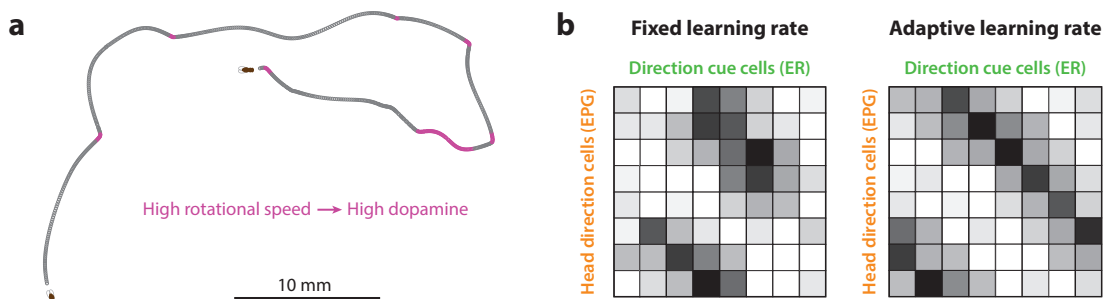 a
High rotational speed → High dopamine
10 mm
b
Fixed learning rate
Direction cue cells (ER)
Head direction cells (EPG)
Adaptive learning rate
Direction cue cells (ER)
Head direction cells (EPG)